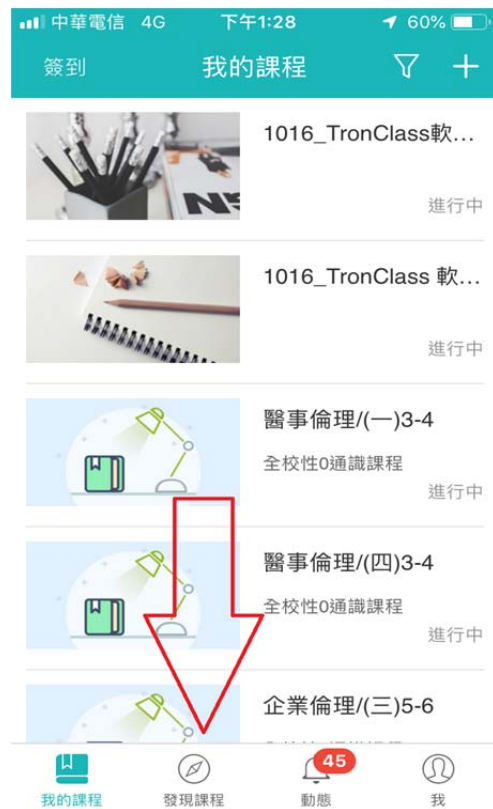 中華電信 4G 下午1:28 60%
簽到 我的課程
1016_TronClass軟...
進行中
1016_TronClass 軟...
進行中
醫事倫理/(一)3-4
全校性0通識課程
進行中
醫事倫理/(四)3-4
全校性0通識課程
進行中
企業倫理/(三)5-6
45
我的課程 發現課程 動態 我